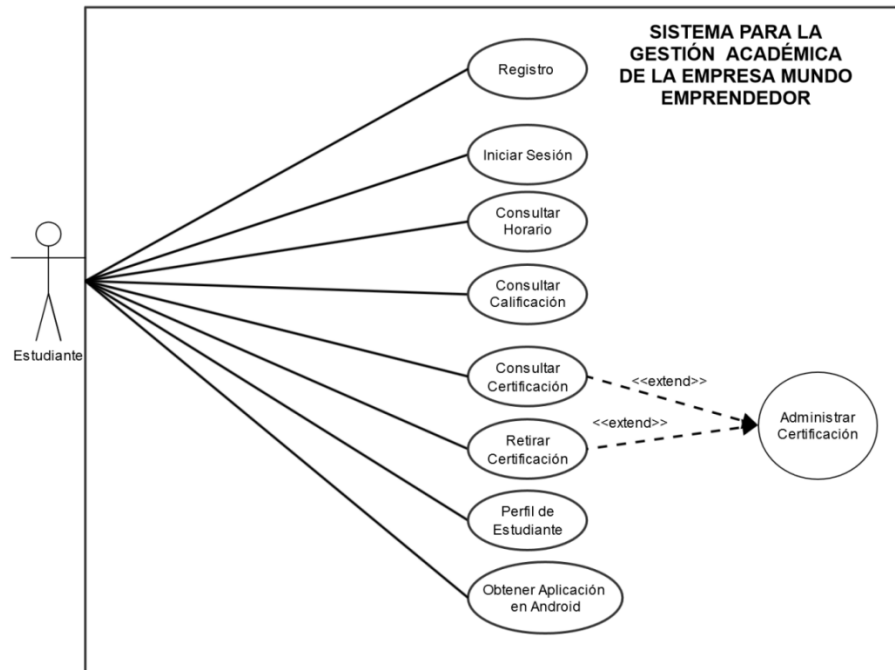 SISTEMA PARA LA
GESTIÓN ACADÉMICA
DE LA EMPRESA MUNDO
EMPRENDEDOR
Registro
Iniciar Sesión
Consultar
Horario
Consultar
Calificación
Estudiante
Consultar
Certificación
<<extend>>
Administrar
Certificación
<<extend>>
Retirar
Certificación
Perfil de
Estudiante
Obtener Aplicación
en Android